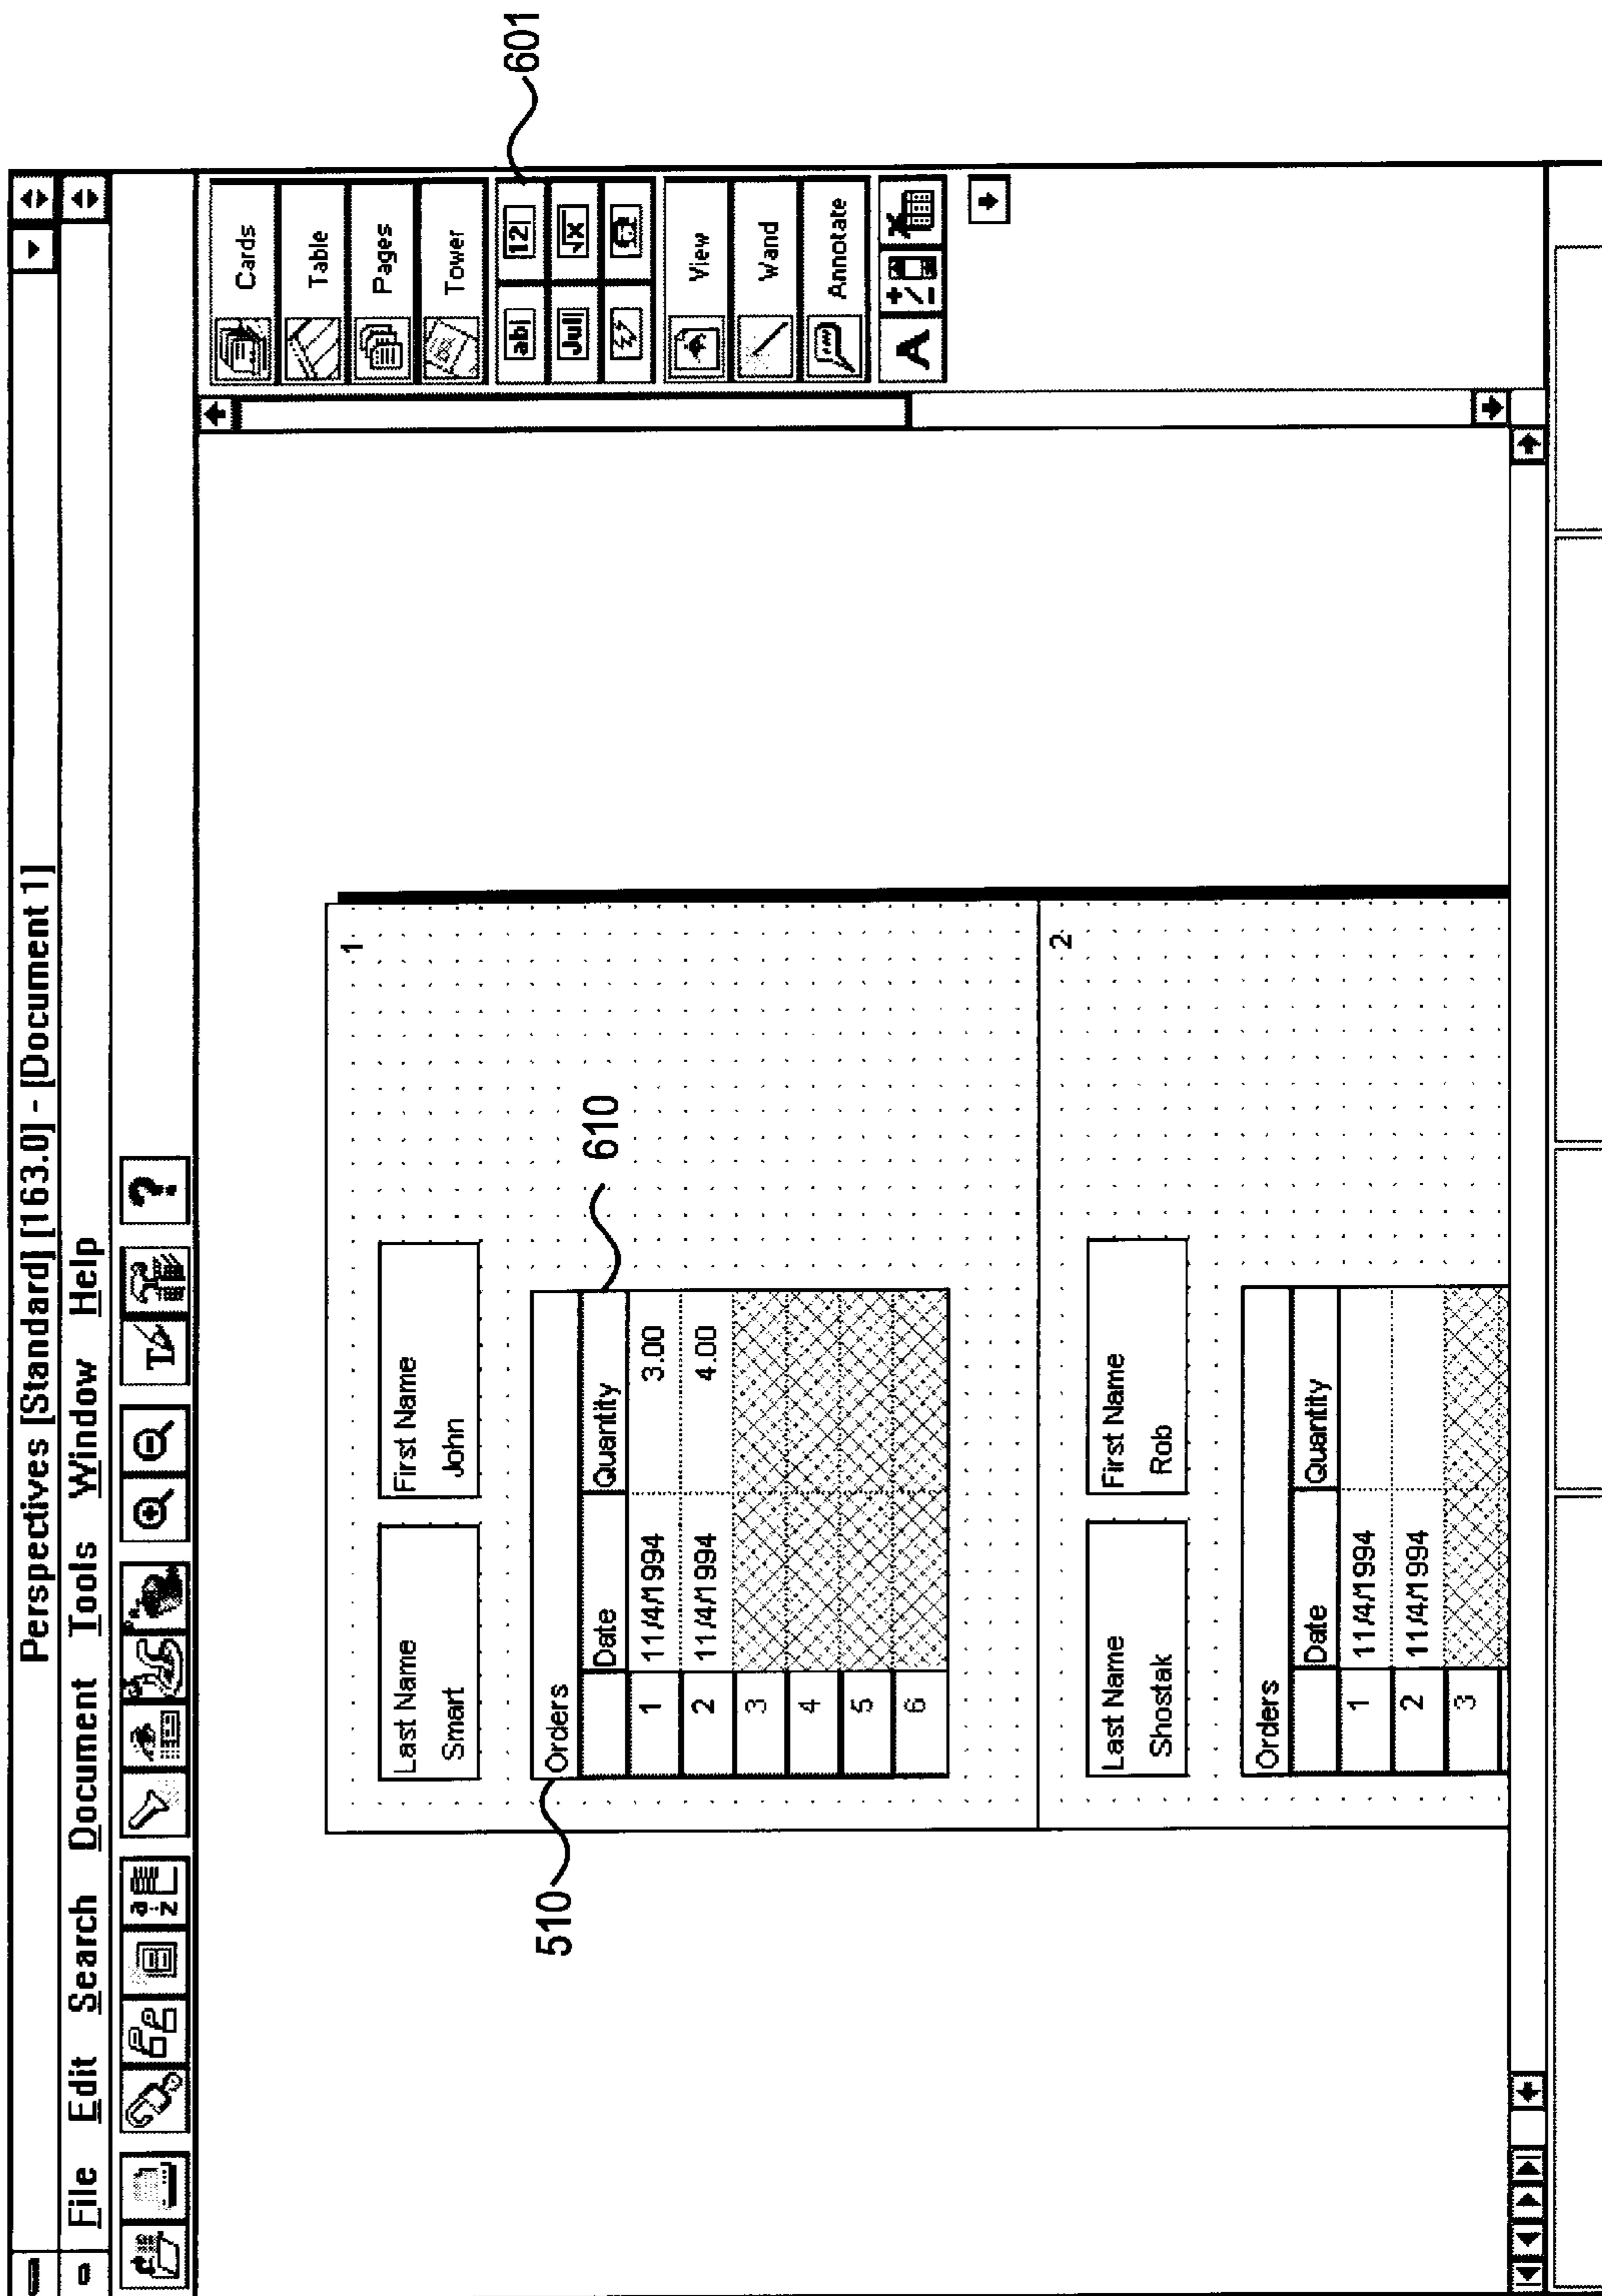 Perspectives [Standard] [163.0] - [Document 1]
File Edit Search Document Tools Window Help
a
z
T
?
1
Last Name
Smart
First Name
John
510
Orders
610
Date Quantity
1 11/4/1994 3.00
2 11/4/1994 4.00
3
4
5
6
2
Last Name
Shostak
First Name
Rob
Orders
Date Quantity
1 11/4/1994
2 11/4/1994
3
Cards
Table
Pages
Tower
601
ab| 12|
Jul| √x
View
Wand
Annotate
A